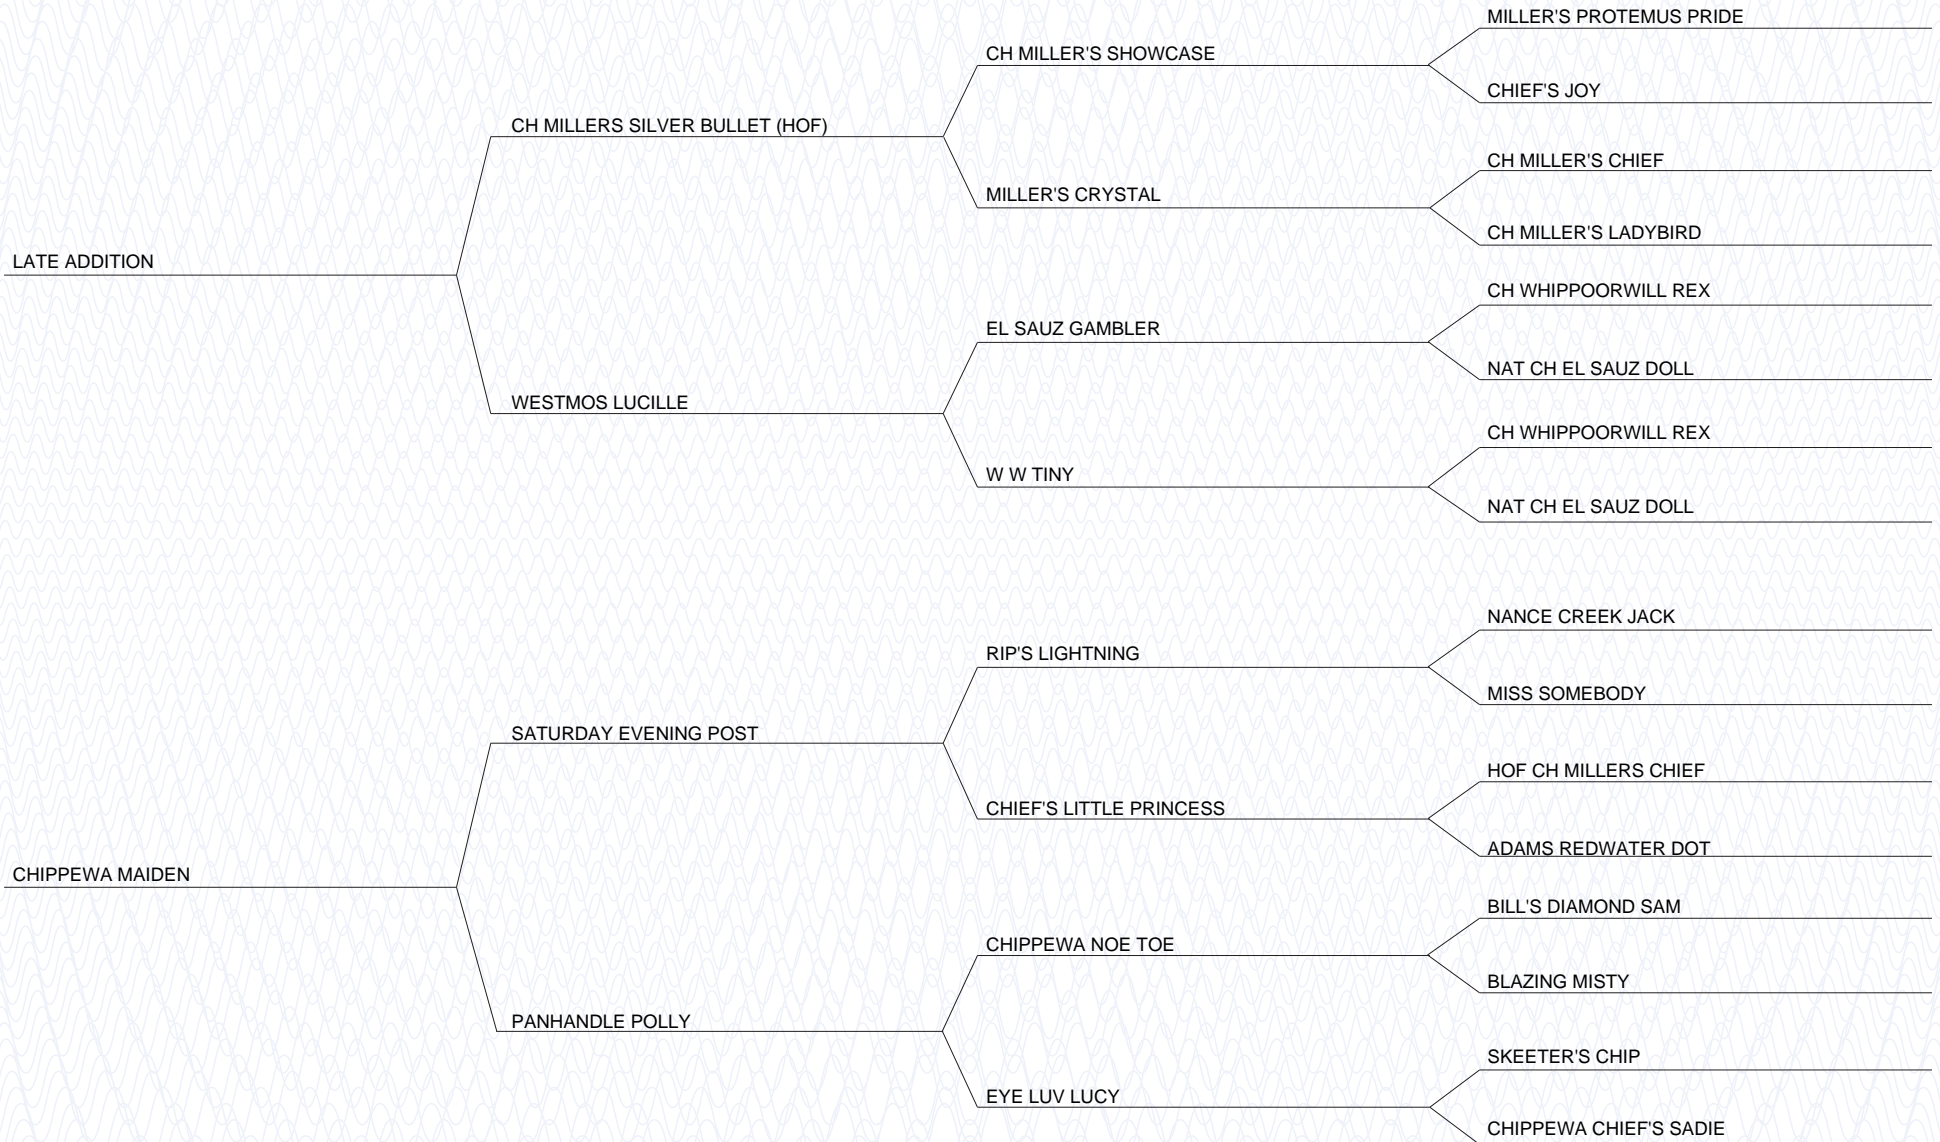 MILLER'S PROTEMUS PRIDE
CH MILLER'S SHOWCASE
CHIEF'S JOY
CH MILLERS SILVER BULLET (HOF)
CH MILLER'S CHIEF
MILLER'S CRYSTAL
CH MILLER'S LADYBIRD
LATE ADDITION
CH WHIPPOORWILL REX
EL SAUZ GAMBLER
NAT CH EL SAUZ DOLL
WESTMOS LUCILLE
CH WHIPPOORWILL REX
W W TINY
NAT CH EL SAUZ DOLL
NANCE CREEK JACK
RIP'S LIGHTNING
MISS SOMEBODY
SATURDAY EVENING POST
HOF CH MILLERS CHIEF
CHIEF'S LITTLE PRINCESS
ADAMS REDWATER DOT
CHIPPEWA MAIDEN
BILL'S DIAMOND SAM
CHIPPEWA NOE TOE
BLAZING MISTY
PANHANDLE POLLY
SKEETER'S CHIP
EYE LUV LUCY
CHIPPEWA CHIEF'S SADIE